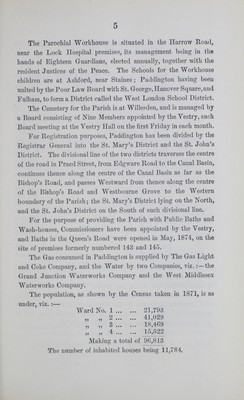 5
The Parochial Workhouse is situated in the Harrow Road,
near the Lock Hospital premises, its management being in the
hands of Eighteen Guardians, elected annually, together with the
resident Justices of the Peace. The Schools for the Workhouse
children are at Ashford, near Staines; Paddington having been
united by the Poor Law Board with St. George, Hanover Square, and
Fulham, to form a District called the West London School District.
The Cemetery for the Parish is at Willesden, and is managed by
a Board consisting of Nine Members appointed by the Vestry, each
Board meeting at the Vestry Hall on the first Friday in each month.
For Registration purposes, Paddington has been divided by the
Registrar General into the St. Mary's District and the St. John's
District. The divisional line of the two districts traverses the centre
of the road in Praed Street, from Edgware Road to the Canal Basin,
continues thence along the centre of the Canal Basin as far as the
Bishop's Road, and passes Westward from thence along the centre
of the Bishop's Road and Westbourne Grove to the Western
boundary of the Parish; the St. Mary's District lying on the North,
and the St. John's District on the South of such divisional line.
For the purpose of providing the Parish with Public Baths and
Wash-houses, Commissioners have been appointed by the Vestry,
and Baths in the Queen's Road were opened in May, 1874, on the
site of premises formerly numbered 143 and 145.
The Gas consumed in Paddington is supplied by The Gas Light
and Coke Company, and the Water by two Companies, viz. :—the
Grand Junction Waterworks Company and the West Middlesex
Waterworks Company.
The population, as shown by the Census taken in 1871, is as
under, viz. :—
Ward No. 1 ... ... 21,793
„ „ 2 ... ... 41,029
„ „ 3 ... ... 18,469
„ „ 4 ... ... 15,522
Making a total of 96,813
The number of inhabited houses being 11,784.